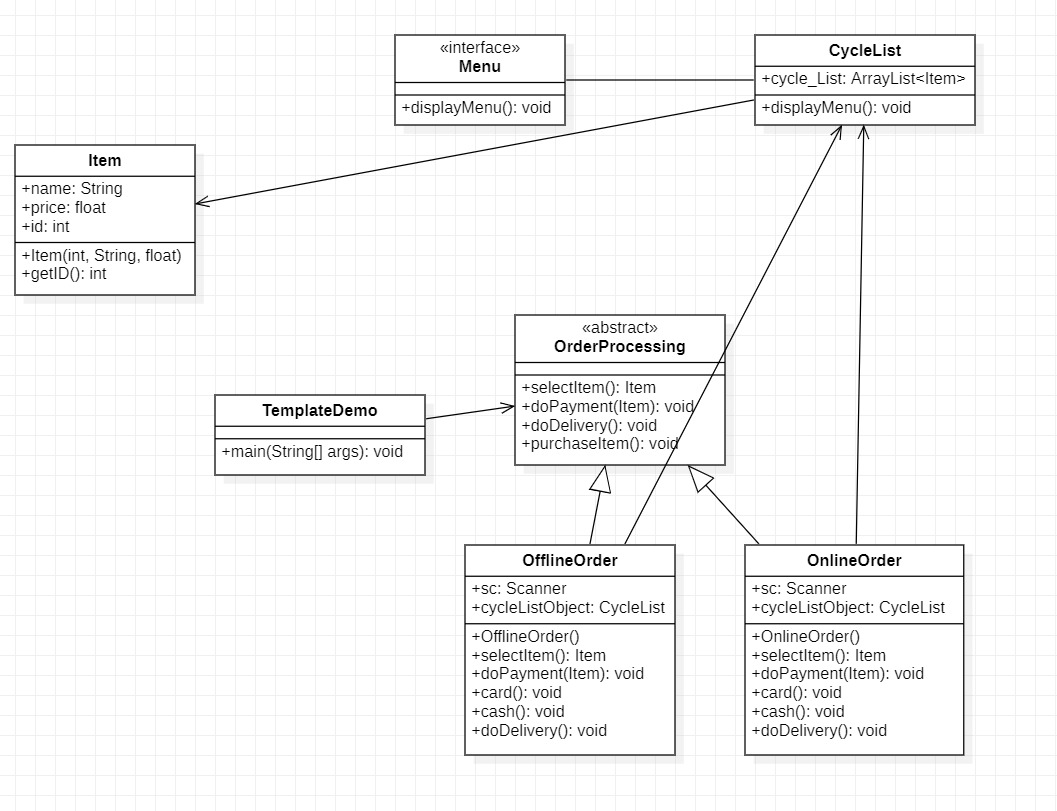 «interface»
Menu
+displayMenu(): void
CycleList
+cycle_List: ArrayList<Item>
+displayMenu(): void
Item
+name: String
+price: float
+id: int
+Item(int, String, float)
+getID(): int
«abstract»
OrderProcessing
+selectItem(): Item
+doPayment(Item): void
+doDelivery(): void
+purchaseItem(): void
TemplateDemo
+main(String[] args): void
OfflineOrder
+sc: Scanner
+cycleListObject: CycleList
+OfflineOrder()
+selectItem(): Item
+doPayment(Item): void
+card(): void
+cash(): void
+doDelivery(): void
OnlineOrder
+sc: Scanner
+cycleListObject: CycleList
+OnlineOrder()
+selectItem(): Item
+doPayment(Item): void
+card(): void
+cash(): void
+doDelivery(): void